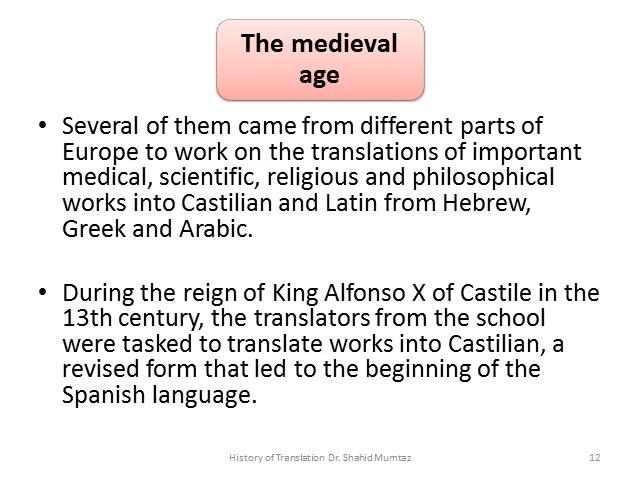 The medieval
age
• Several of them came from different parts of
Europe to work on the translations of important
medical, scientific, religious and philosophical
works into Castilian and Latin from Hebrew,
Greek and Arabic.
• During the reign of King Alfonso X of Castile in the
13th century, the translators from the school
were tasked to translate works into Castilian, a
revised form that led to the beginning of the
Spanish language.
History of Translation Dr. Shahid Mumtaz
12